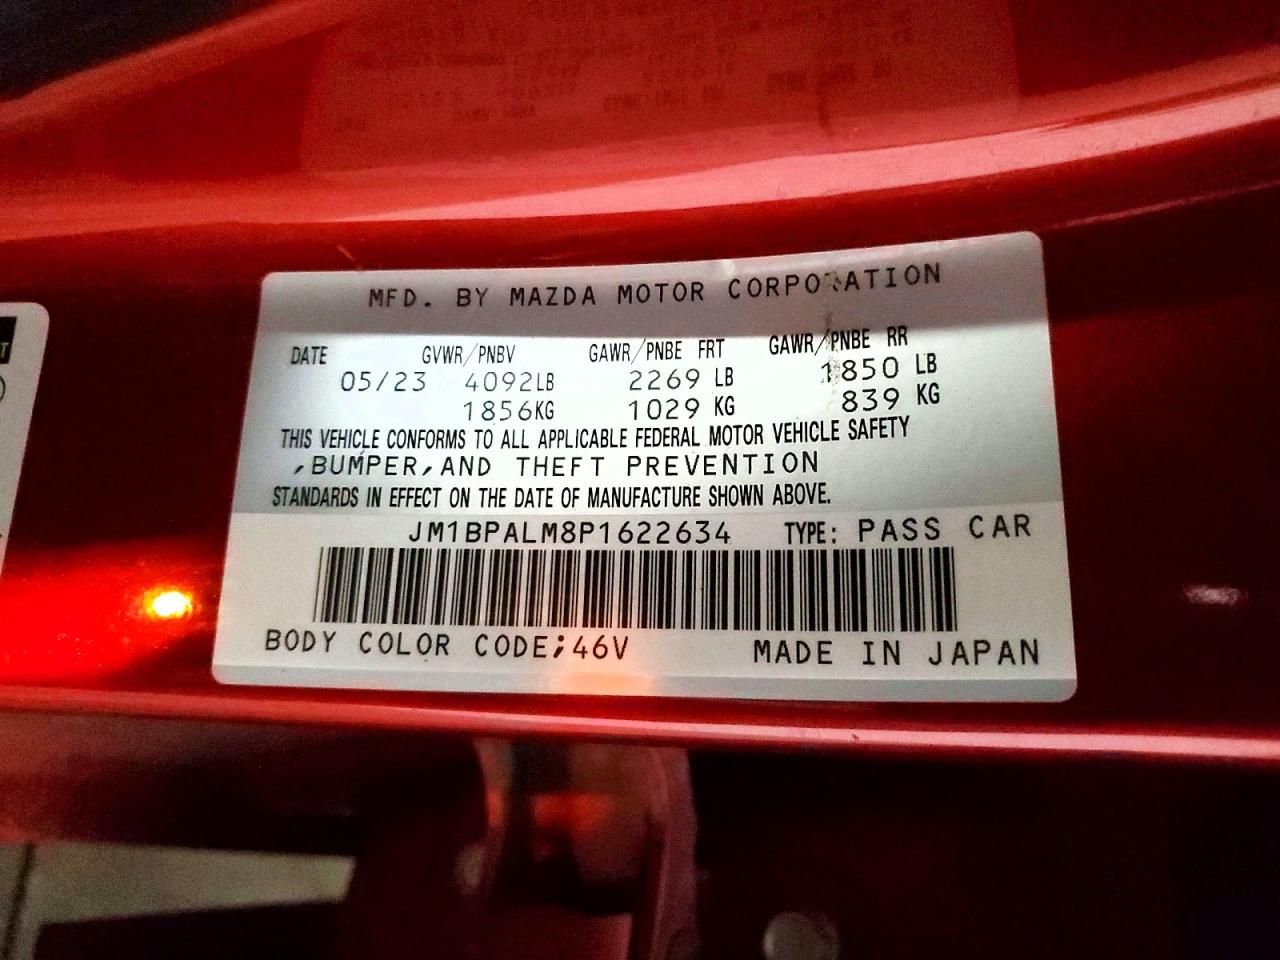 MFD. BY MAZDA MOTOR CORPORATION
DATE GVWR/PNBV GAWR/PNBE FRT GAWR/PNBE RR
05/23 4092LB 2269 LB 1850 LB
1856KG 1029 KG 839 KG
THIS VEHICLE CONFORMS TO ALL APPLICABLE FEDERAL MOTOR VEHICLE SAFETY
,BUMPER,AND THEFT PREVENTION
STANDARDS IN EFFECT ON THE DATE OF MANUFACTURE SHOWN ABOVE.
JM1BPALM8P1622634 TYPE: PASS CAR
BODY COLOR CODE;46V MADE IN JAPAN